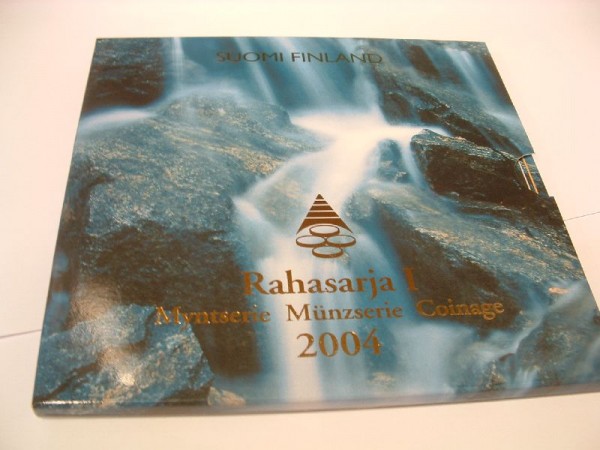 SUOMI FINLAND
Rahasarja I
Myntserie Münzserie Coinage
2004